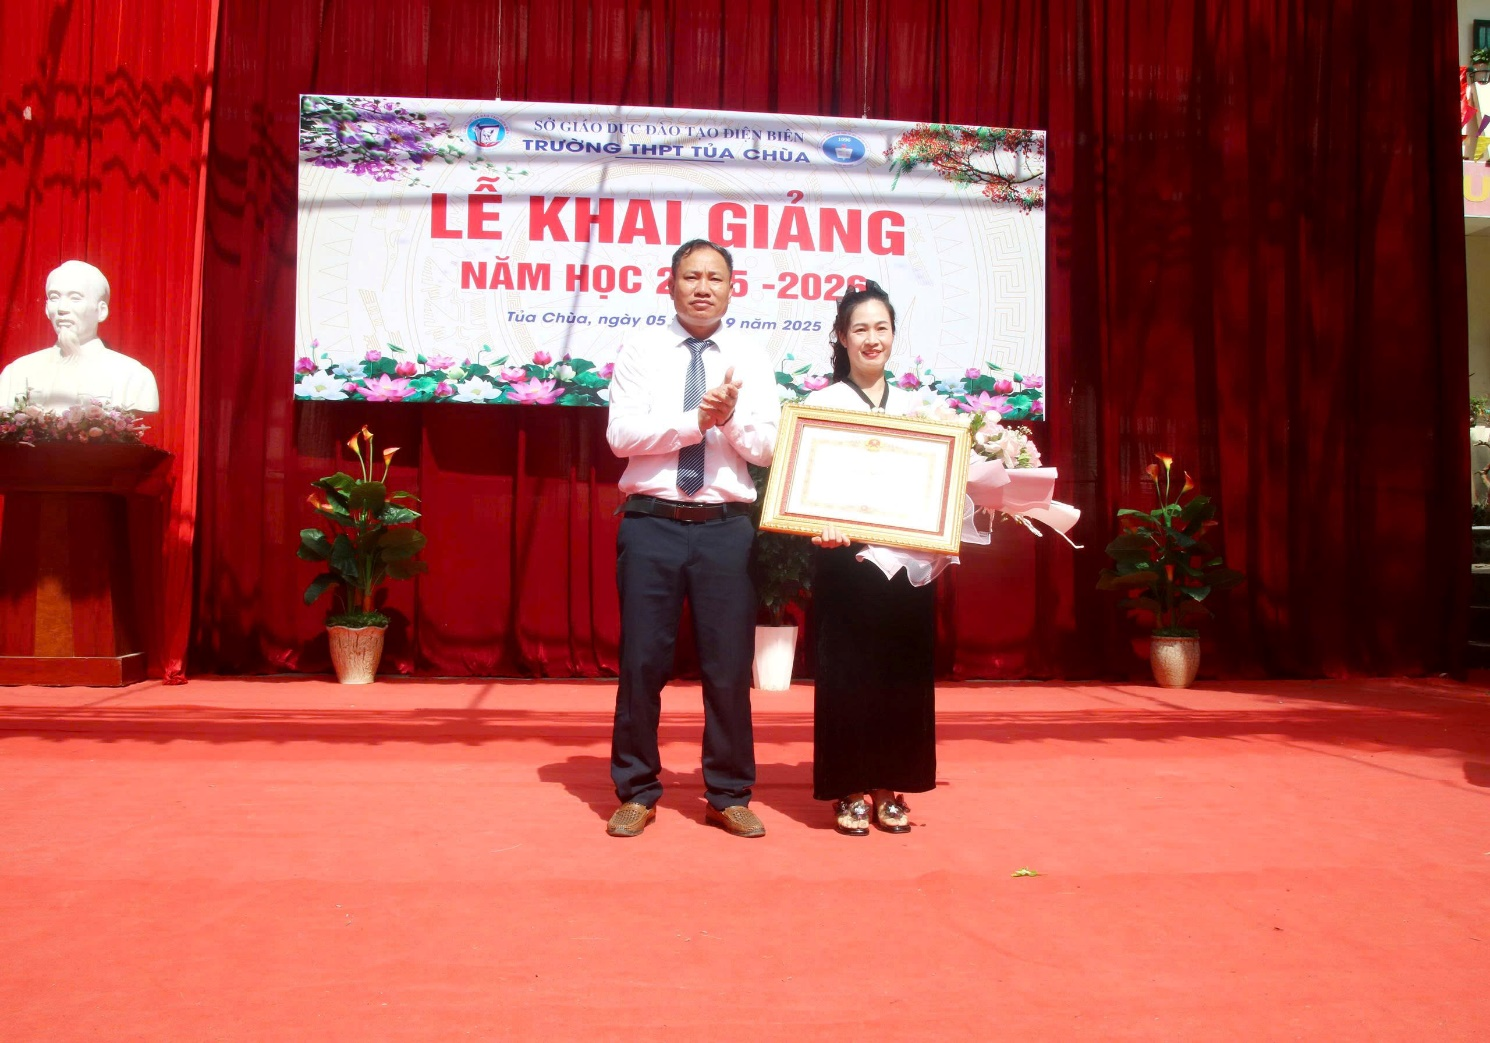 SỞ GIÁO DỤC ĐÀO TẠO ĐIỆN BIÊN
TRƯỜNG THPT TỦA CHÙA
LỄ KHAI GIẢNG
NĂM HỌC 2 5 -2026
Tủa Chùa, ngày 05 9 năm 2025